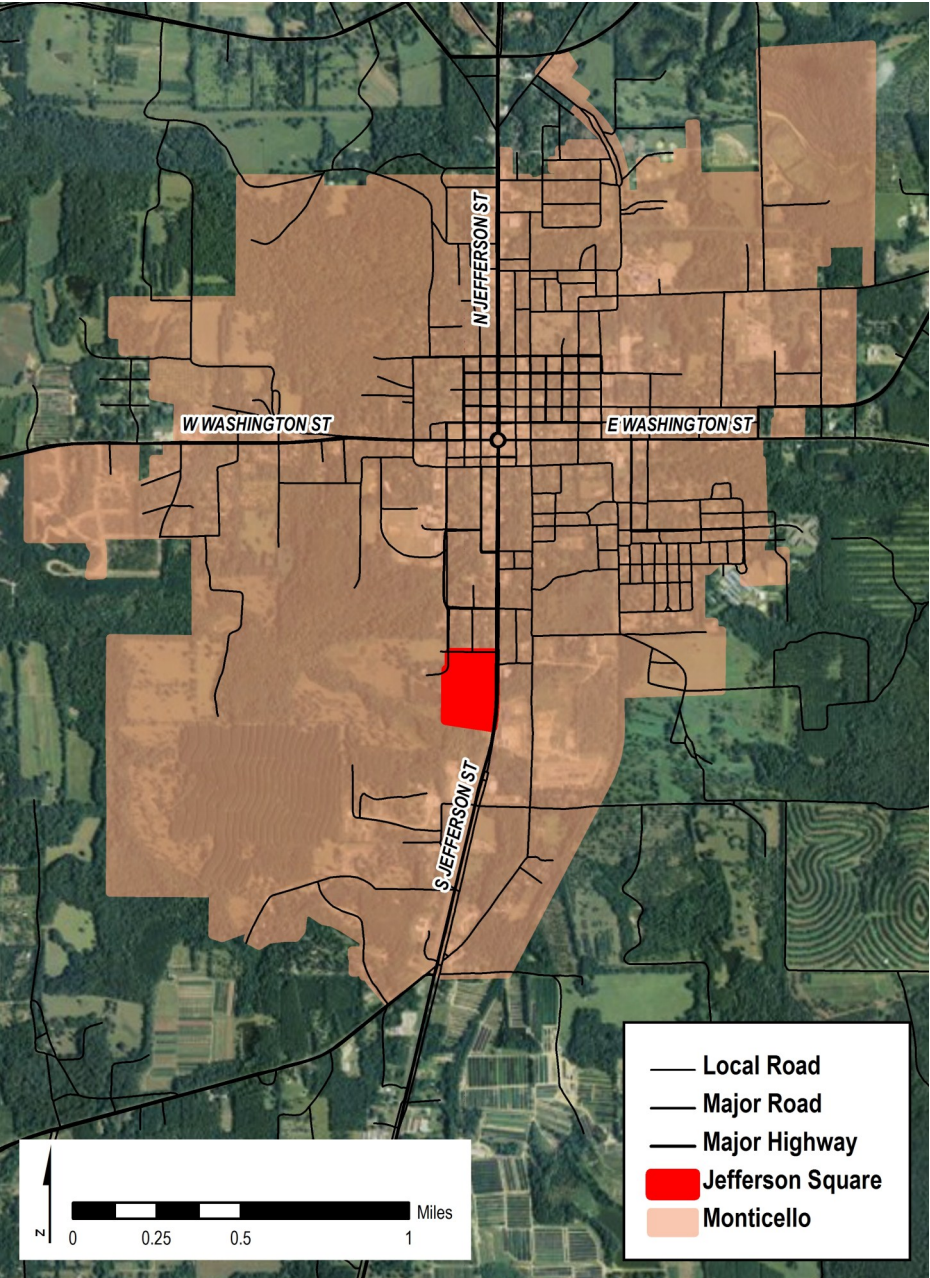 N JEFFERSON ST
W WASHINGTON ST
E WASHINGTON ST
S JEFFERSON ST
Local Road
Major Road
Major Highway
Jefferson Square
Monticello
N
Miles
0 0.25 0.5 1